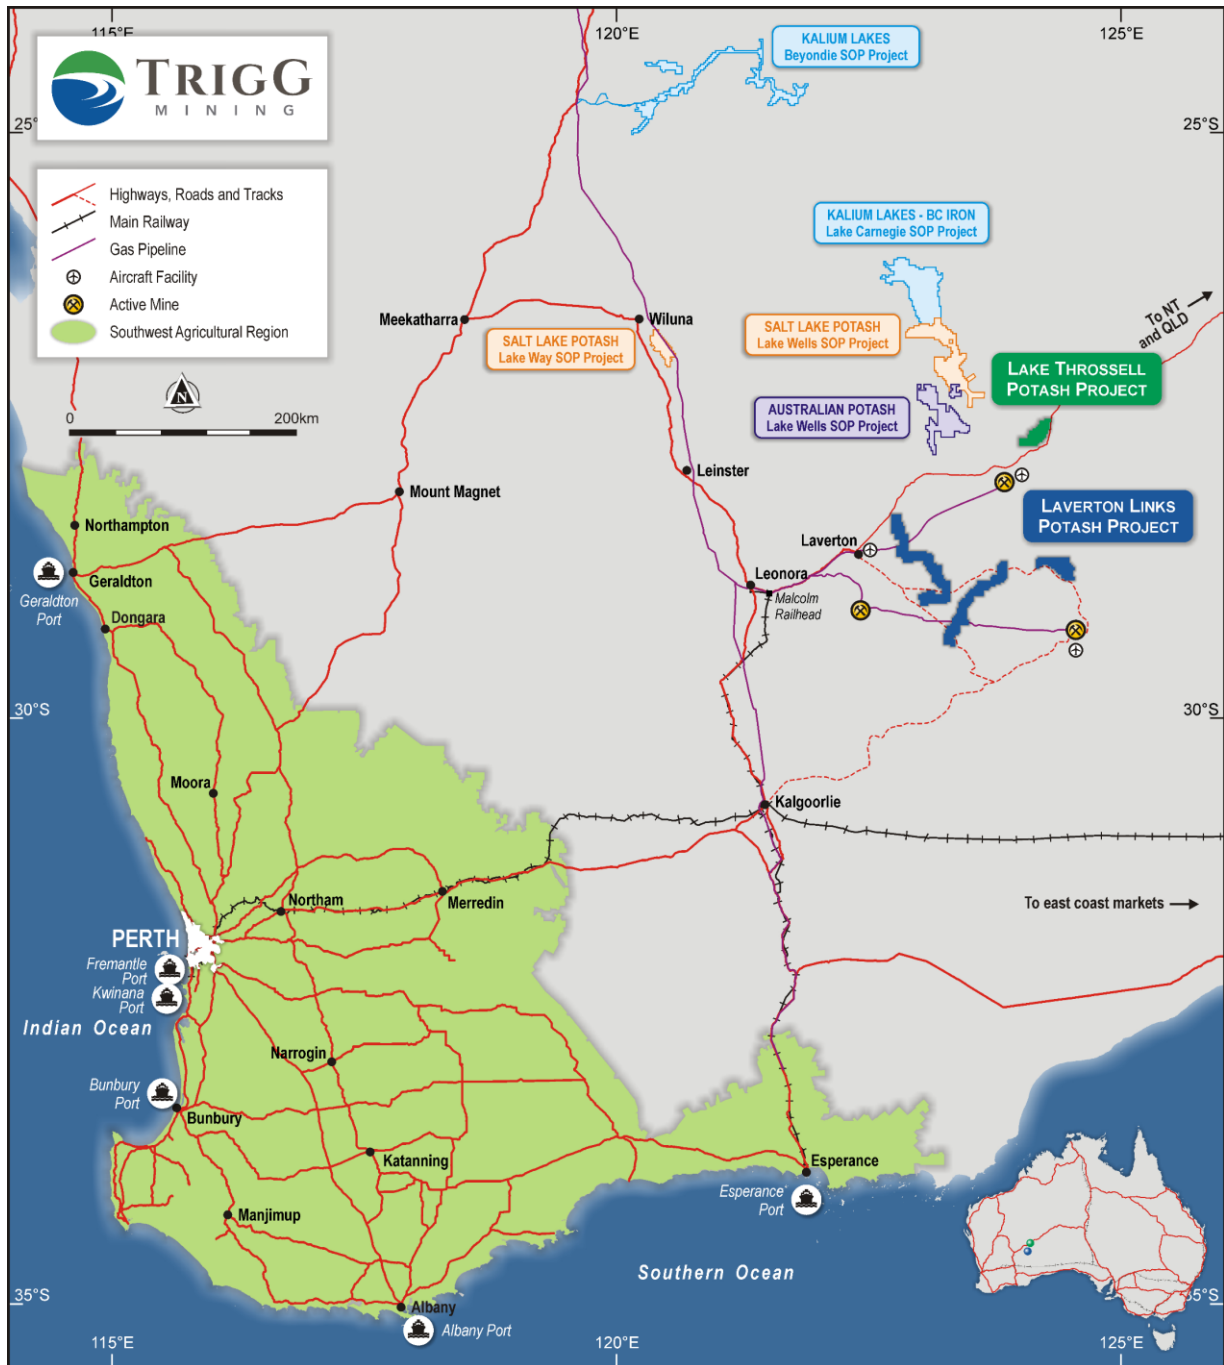 115°E
120°E
125°E
TRIGG
MINING
KALIUM LAKES
Beyondie SOP Project
25°
25°S
Highways, Roads and Tracks
Main Railway
Gas Pipeline
Aircraft Facility
Active Mine
Southwest Agricultural Region
KALIUM LAKES - BC IRON
Lake Carnegie SOP Project
To NT
and QLD
Meekatharra
Wiluna
SALT LAKE POTASH
Lake Way SOP Project
SALT LAKE POTASH
Lake Wells SOP Project
LAKE THROSSELL
POTASH PROJECT
N
0
200km
AUSTRALIAN POTASH
Lake Wells SOP Project
Leinster
Mount Magnet
LAVERTON LINKS
POTASH PROJECT
Northampton
Laverton
Geraldton
Geraldton
Port
Leonora
Malcolm
Railhead
Dongara
30°S
30°S
Moora
Kalgoorlie
Northam
Merredin
To east coast markets
PERTH
Fremantle
Port
Kwinana
Port
Indian Ocean
Narrogin
Bunbury
Port
Bunbury
Katanning
Esperance
Esperance
Port
Manjimup
Southern Ocean
35°S
35°S
Albany
Albany Port
115°E
120°E
125°E